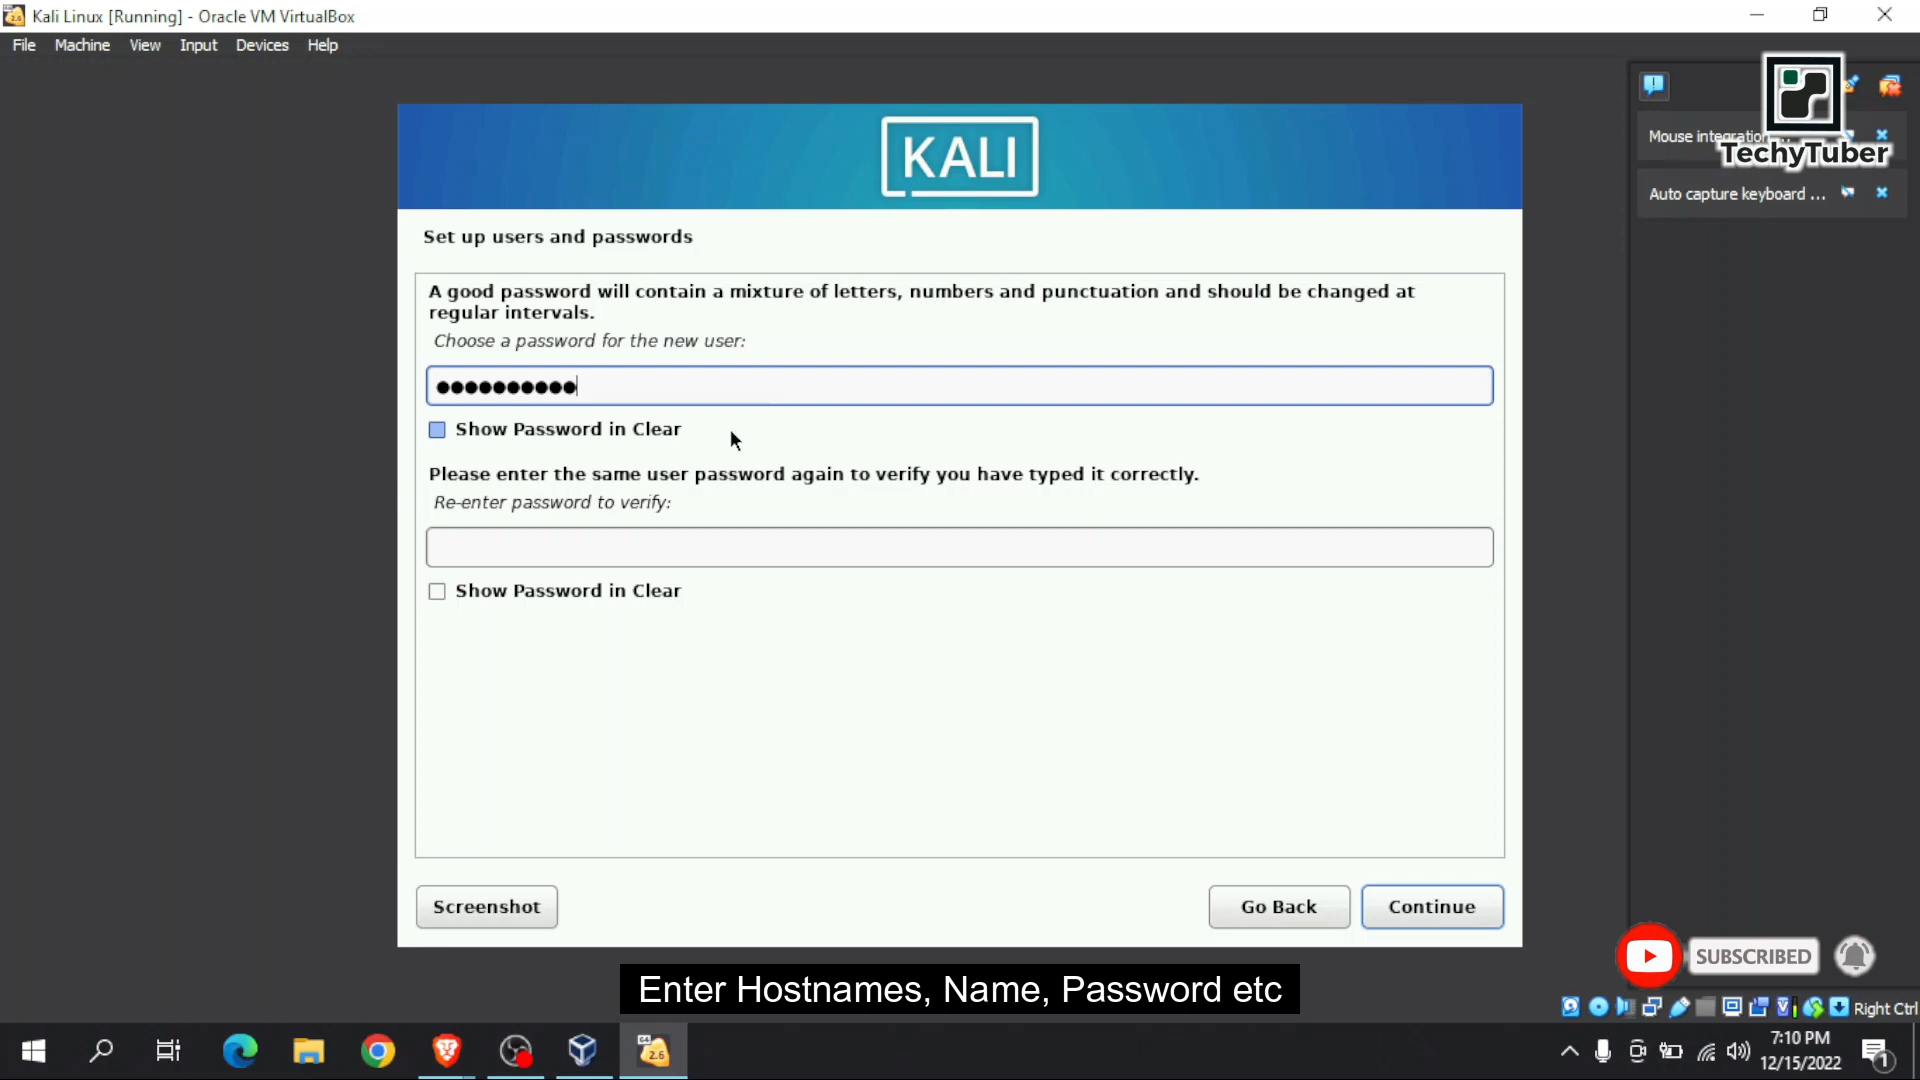 Kali Linux [Running] - Oracle VM VirtualBox
File Machine View Input Devices Help
TechyTuber
Mouse integration
Auto capture keyboard ...
KALI
Set up users and passwords
A good password will contain a mixture of letters, numbers and punctuation and should be changed at
regular intervals.
Choose a password for the new user:
●●●●●●●●●●
Show Password in Clear
Please enter the same user password again to verify you have typed it correctly.
Re-enter password to verify:
Show Password in Clear
Screenshot
Go Back
Continue
SUBSCRIBED
Enter Hostnames, Name, Password etc
Right Ctrl
64
2.6
7:10 PM
12/15/2022
1